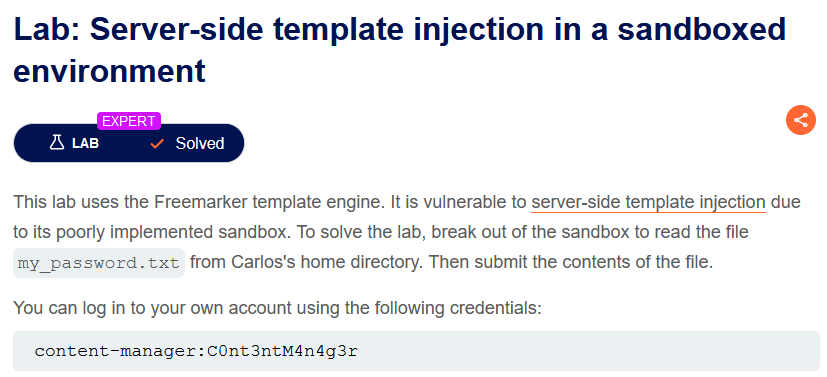 Lab: Server-side template injection in a sandboxed
environment
EXPERT
LAB Solved
This lab uses the Freemarker template engine. It is vulnerable to server-side template injection due
to its poorly implemented sandbox. To solve the lab, break out of the sandbox to read the file
my_password.txt from Carlos's home directory. Then submit the contents of the file.
You can log in to your own account using the following credentials:
content-manager:C0nt3ntM4n4g3r